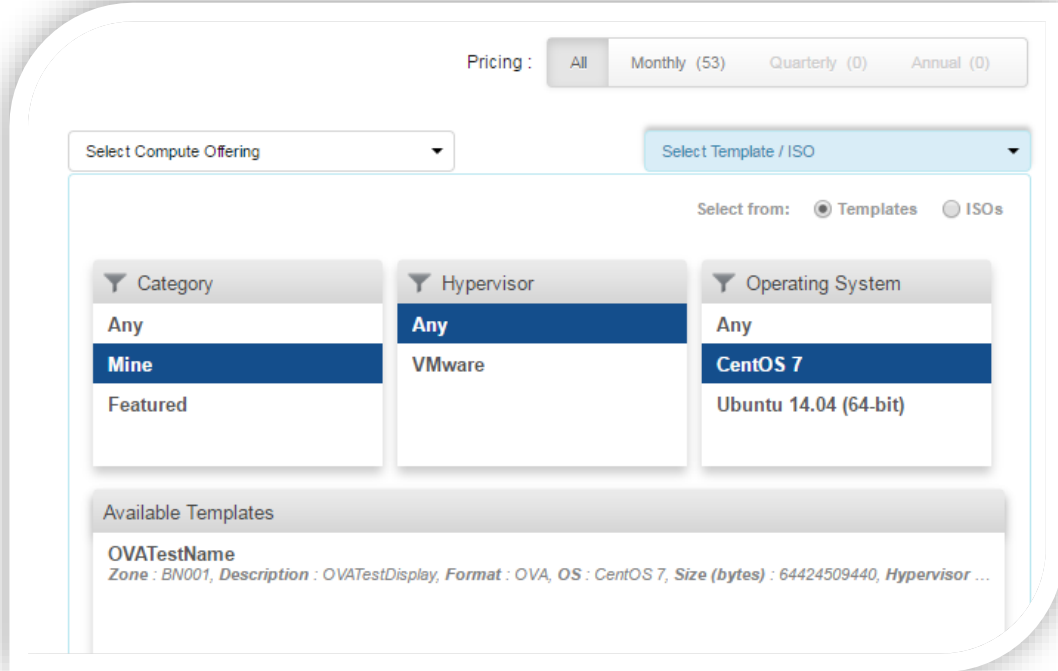 Pricing : All Monthly (53) Quarterly (0) Annual (0)
Select Compute Offering Select Template / ISO
Select from: Templates ISOs
Category Hypervisor Operating System
Any Any Any
Mine VMware CentOS 7
Featured Ubuntu 14.04 (64-bit)
Available Templates
OVATestName
Zone : BN001, Description : OVATestDisplay, Format : OVA, OS : CentOS 7, Size (bytes) : 64424509440, Hypervisor ...